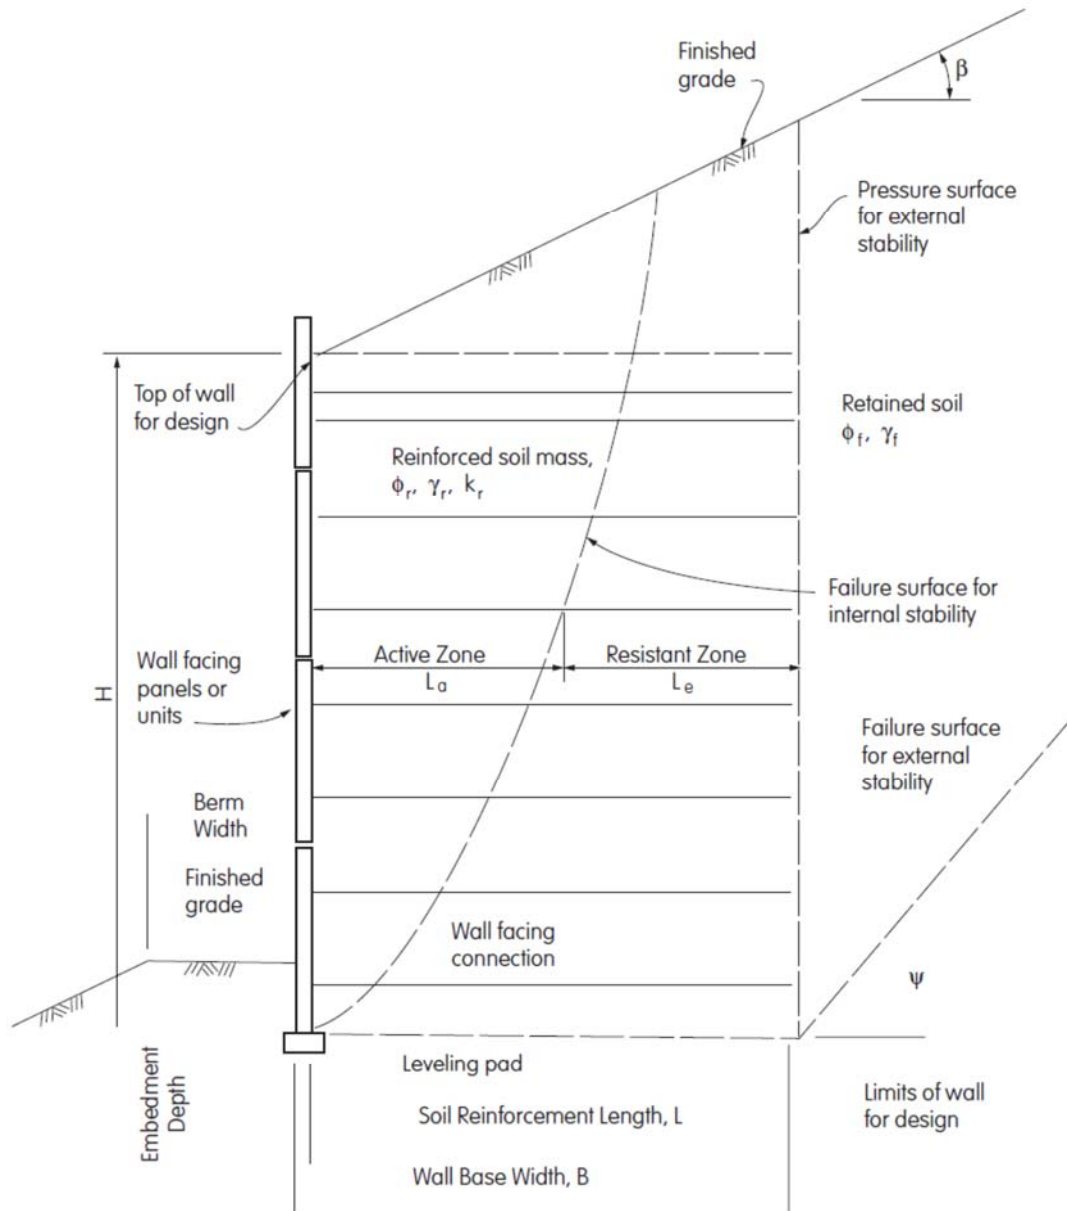 Finished
grade
β
Pressure surface
for external
stability
Top of wall
for design
Retained soil
ϕf, γf
Reinforced soil mass,
ϕr, γr, kr
Failure surface for
internal stability
Active Zone
La
Resistant Zone
Le
H
Wall facing
panels or
units
Failure surface
for external
stability
Berm
Width
Finished
grade
Wall facing
connection
ψ
Embedment
Depth
Leveling pad
Soil Reinforcement Length, L
Wall Base Width, B
Limits of wall
for design